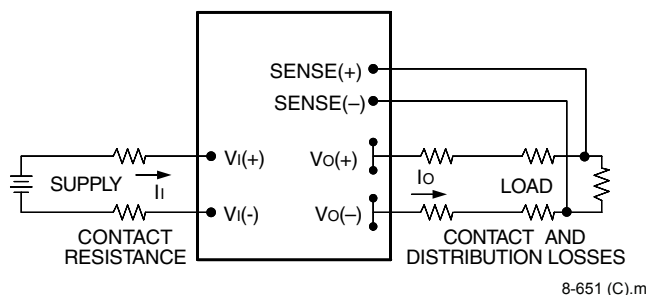 SENSE(+)
SENSE(–)
VI(+)
VO(+)
SUPPLY
II
IO
LOAD
VI(-)
VO(–)
CONTACT
RESISTANCE
CONTACT AND
DISTRIBUTION LOSSES
8-651 (C).m